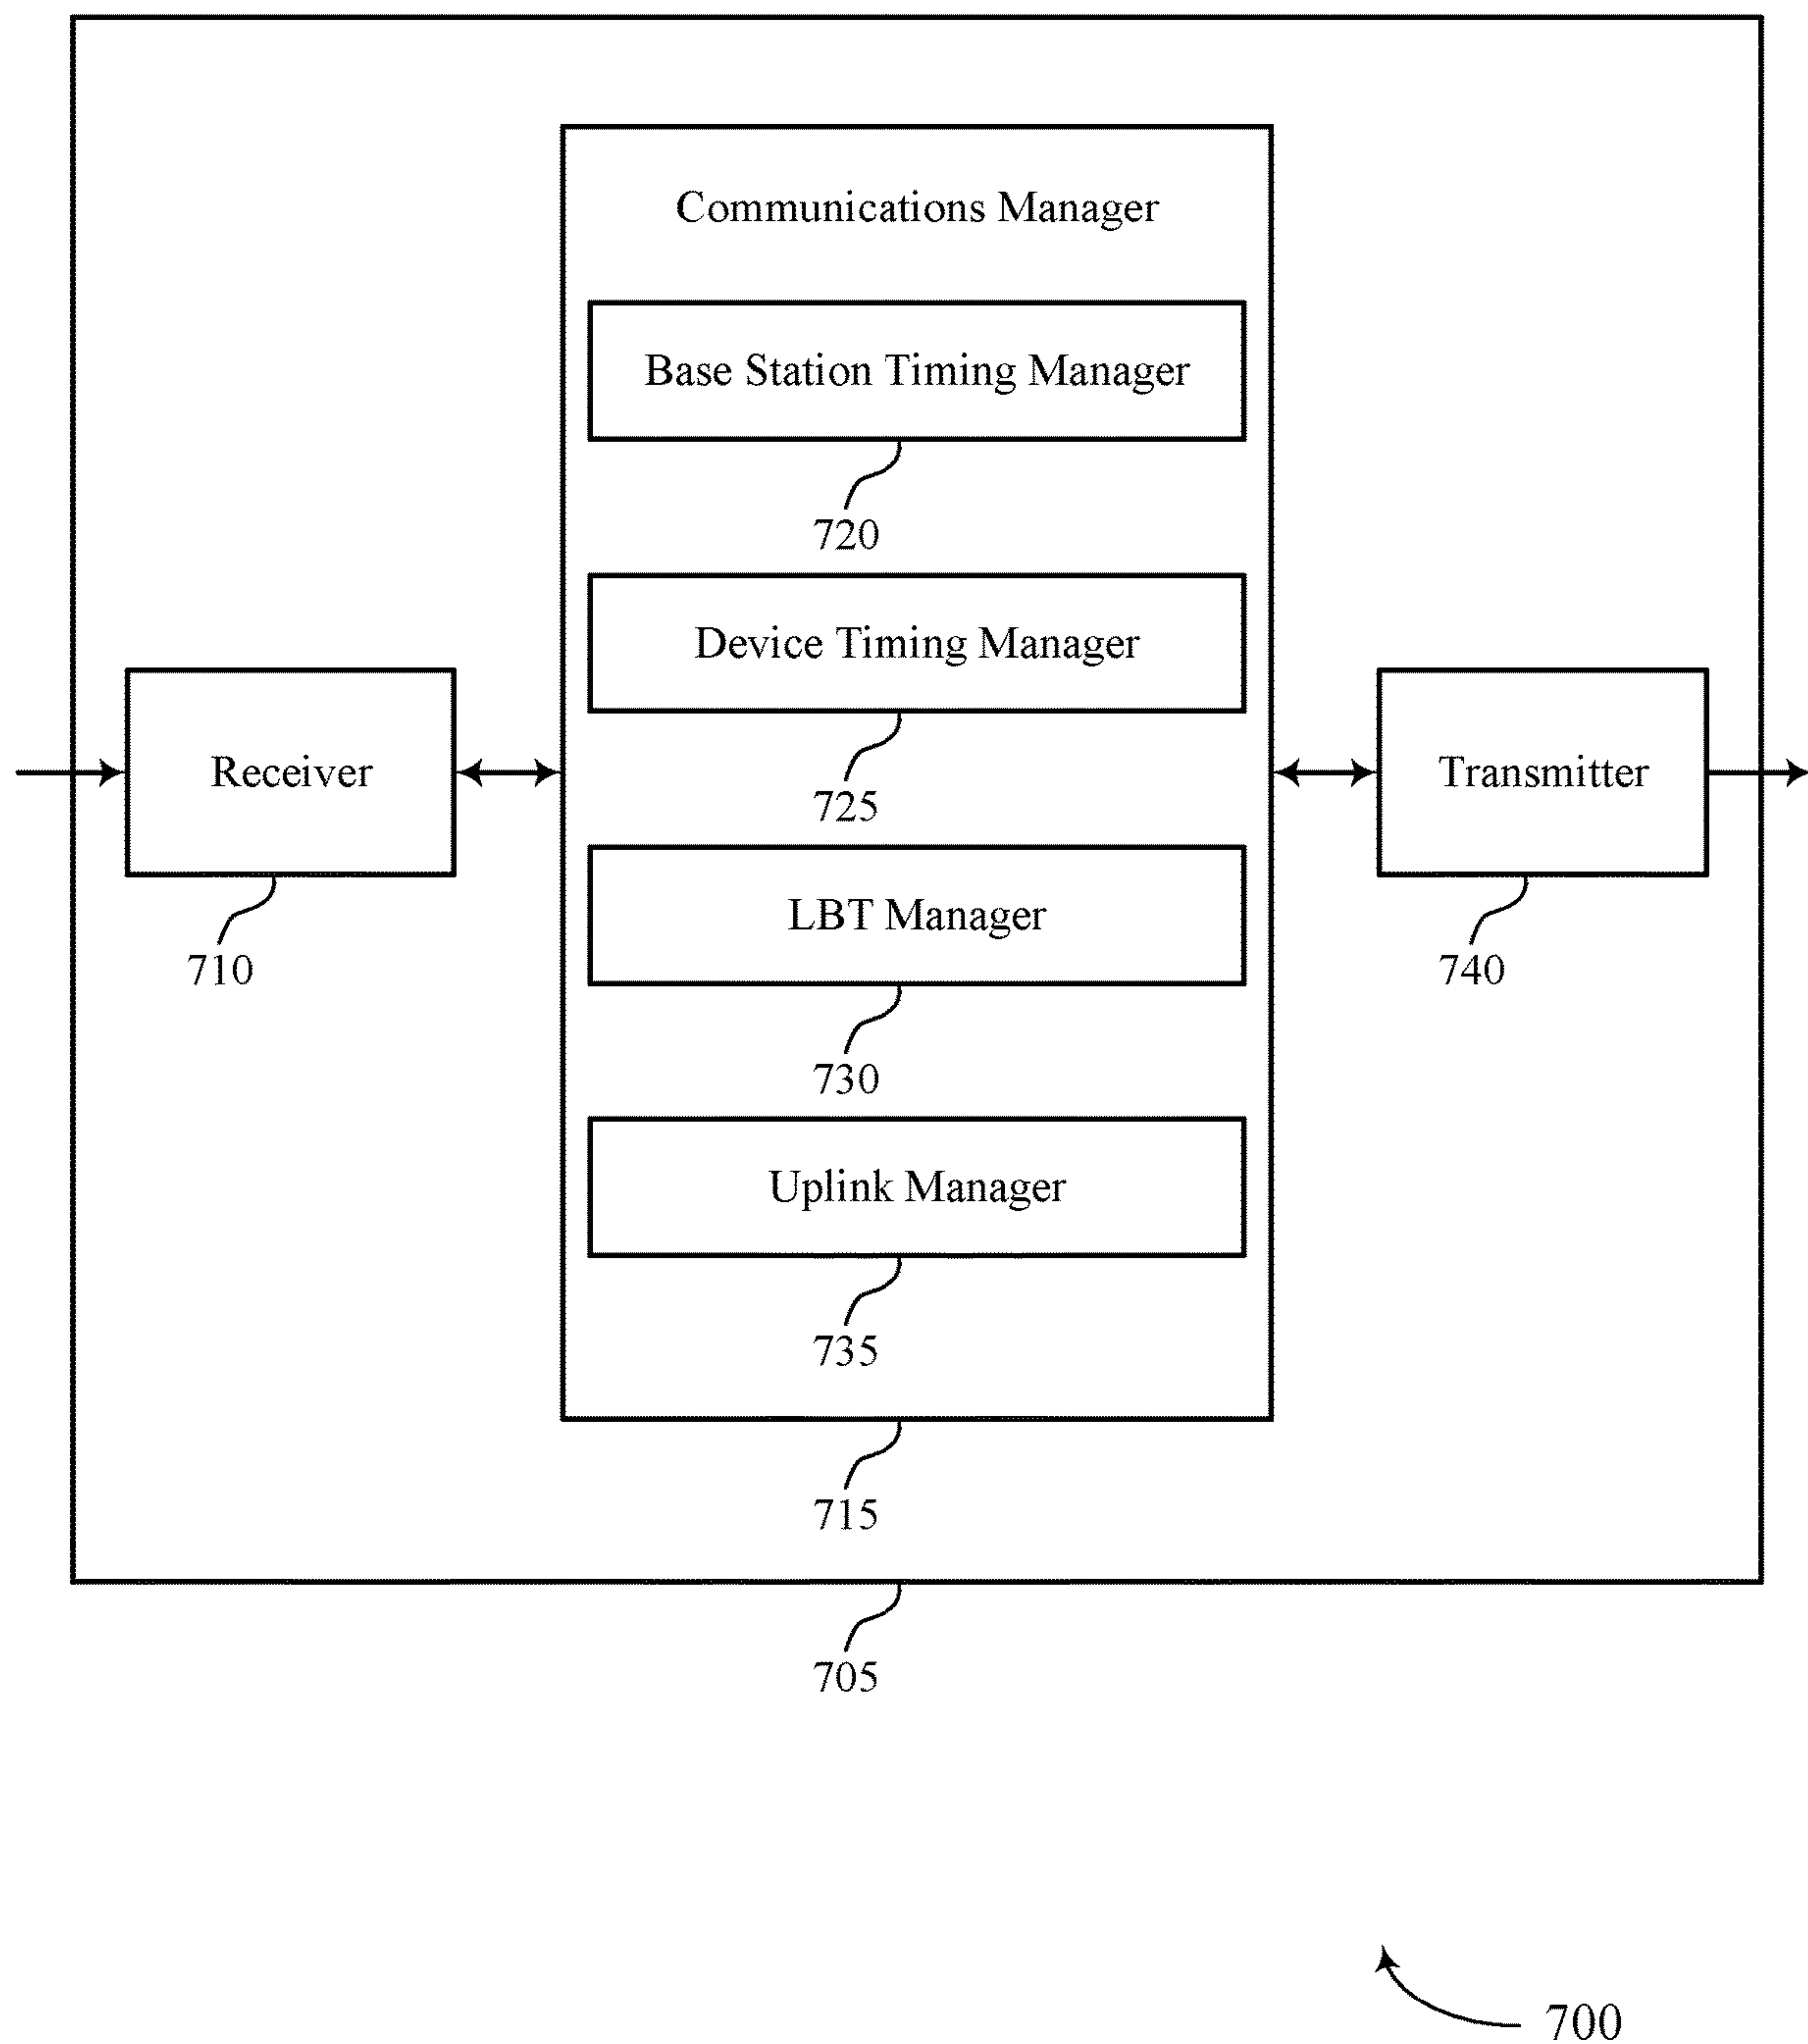 Communications Manager
Base Station Timing Manager
720
Device Timing Manager
725
Receiver
710
Transmitter
740
LBT Manager
730
Uplink Manager
735
715
705
700